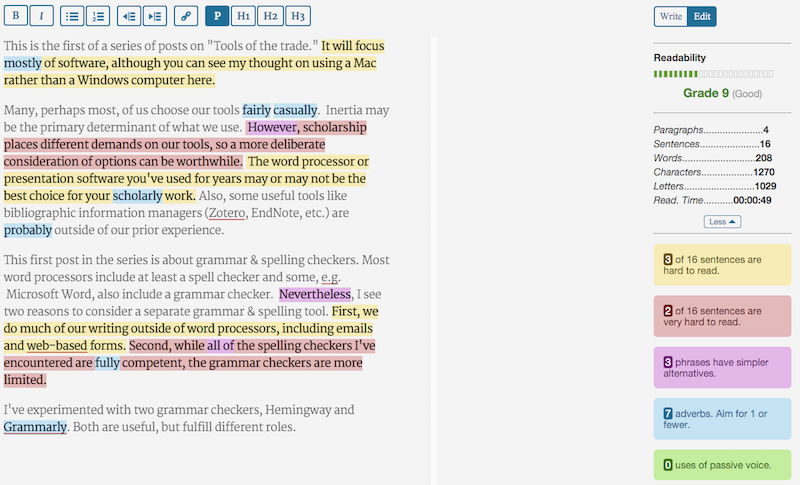 B I P H1 H2 H3
This is the first of a series of posts on "Tools of the trade." It will focus
mostly of software, although you can see my thought on using a Mac
rather than a Windows computer here.
Many, perhaps most, of us choose our tools fairly casually. Inertia may
be the primary determinant of what we use. However, scholarship
places different demands on our tools, so a more deliberate
consideration of options can be worthwhile. The word processor or
presentation software you've used for years may or may not be the
best choice for your scholarly work. Also, some useful tools like
bibliographic information managers (Zotero, EndNote, etc.) are
probably outside of our prior experience.
This first post in the series is about grammar & spelling checkers. Most
word processors include at least a spell checker and some, e.g.
Microsoft Word, also include a grammar checker. Nevertheless, I see
two reasons to consider a separate grammar & spelling tool. First, we
do much of our writing outside of word processors, including emails
and web-based forms. Second, while all of the spelling checkers I've
encountered are fully competent, the grammar checkers are more
limited.
I've experimented with two grammar checkers, Hemingway and
Grammarly. Both are useful, but fulfill different roles.
Write Edit
Readability
Grade 9 (Good)
Paragraphs......................4
Sentences.......................16
Words.............................208
Characters....................1270
Letters..........................1029
Read. Time...........00:00:49
Less
3 of 16 sentences are
hard to read.
2 of 16 sentences are
very hard to read.
3 phrases have simpler
alternatives.
7 adverbs. Aim for 1 or
fewer.
0 uses of passive voice.